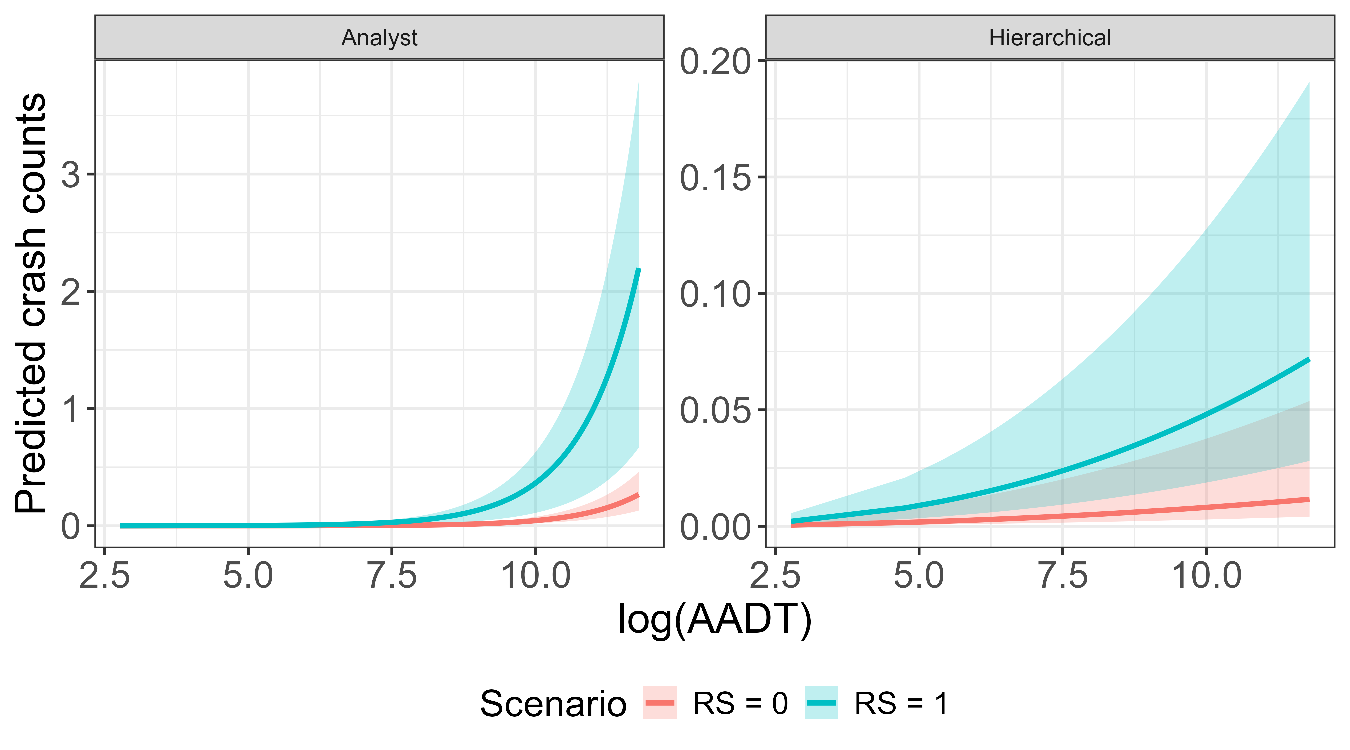 Analyst
Hierarchical
Predicted crash counts
3
2
1
0
0.20
0.15
0.10
0.05
0.00
2.5 5.0 7.5 10.0
2.5 5.0 7.5 10.0
log(AADT)
Scenario RS = 0 RS = 1